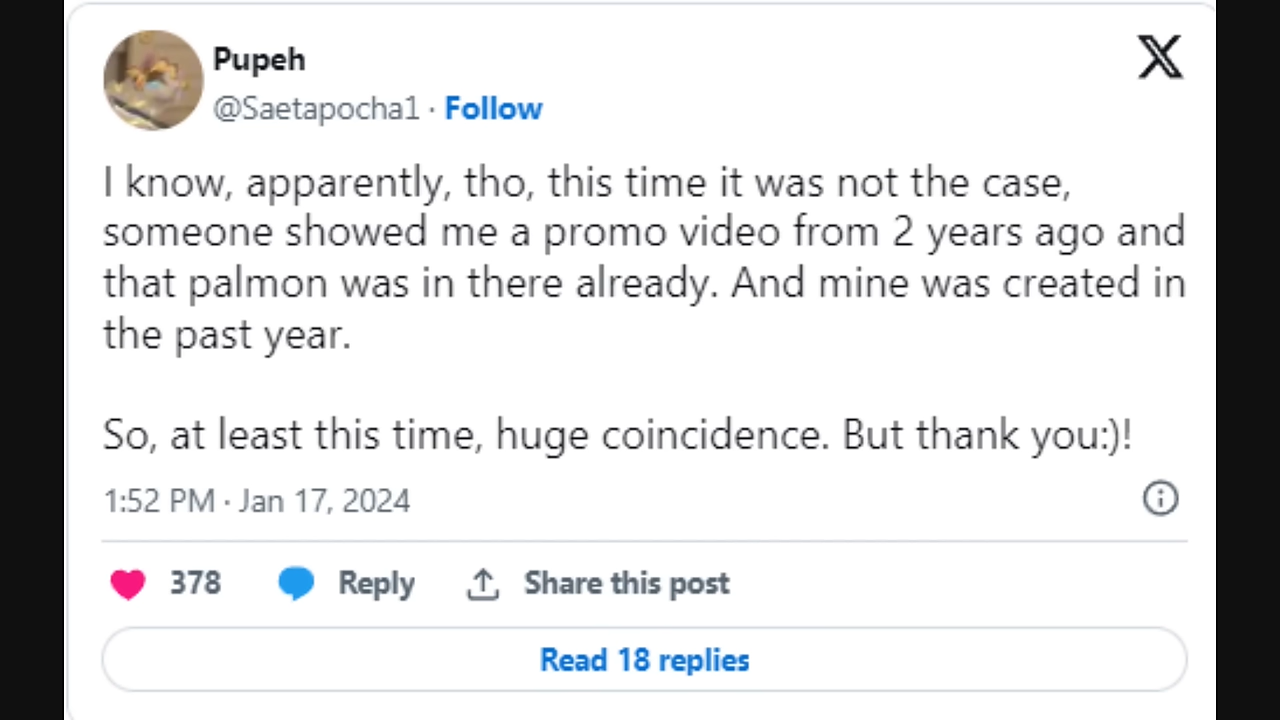 Pupeh
@Saetapocha1 · Follow
I know, apparently, tho, this time it was not the case,
someone showed me a promo video from 2 years ago and
that palmon was in there already. And mine was created in
the past year.
So, at least this time, huge coincidence. But thank you:)!
1:52 PM · Jan 17, 2024
378 Reply Share this post
Read 18 replies